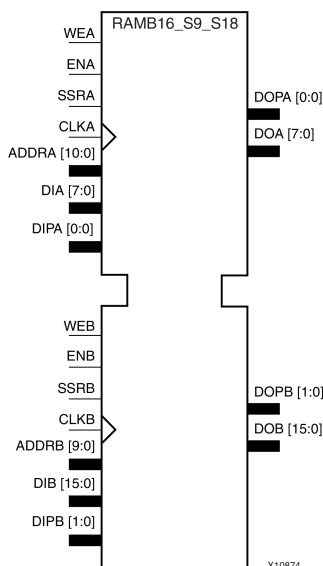 RAMB16_S9_S18
WEA
ENA
SSRA
CLKA
ADDRA [10:0]
DIA [7:0]
DIPA [0:0]
DOPA [0:0]
DOA [7:0]
WEB
ENB
SSRB
CLKB
ADDRB [9:0]
DIB [15:0]
DIPB [1:0]
DOPB [1:0]
DOB [15:0]
X10874